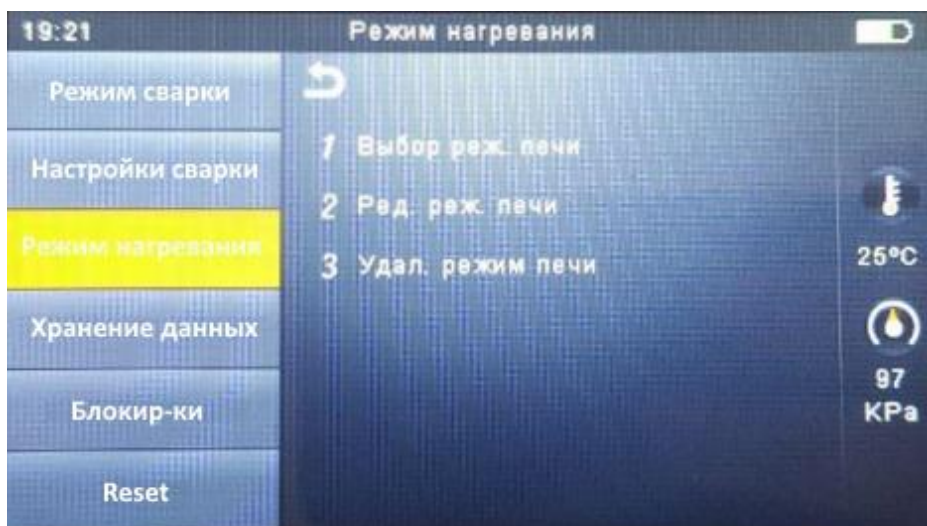 19:21
Режим нагревания
Режим сварки
Настройки сварки
Режим нагревания
Хранение данных
Блокир-ки
Reset
1 Выбор реж. печи
2 Ред. реж. печи
3 Удал. режим печи
25°C
97
KPa